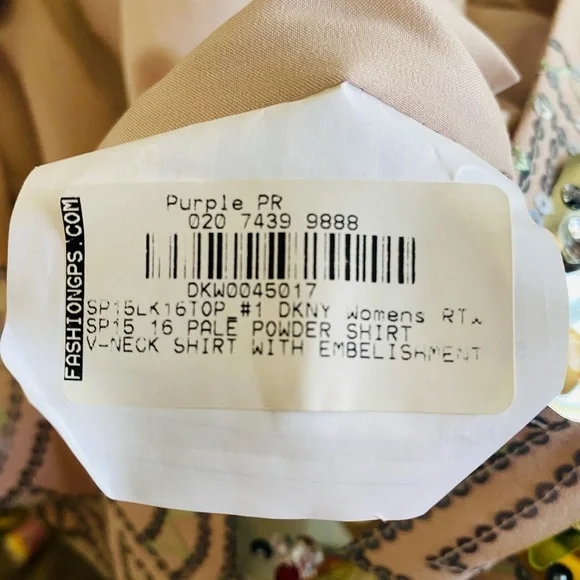 FASHIONGPS.COM
Purple PR
020 7439 9888
DKW0045017
SP15LK16TOP_#1 DKNY Womens RTW
SP15 16 PALE POWDER SHIRT
V-NECK SHIRT WITH EMBELISHMENT